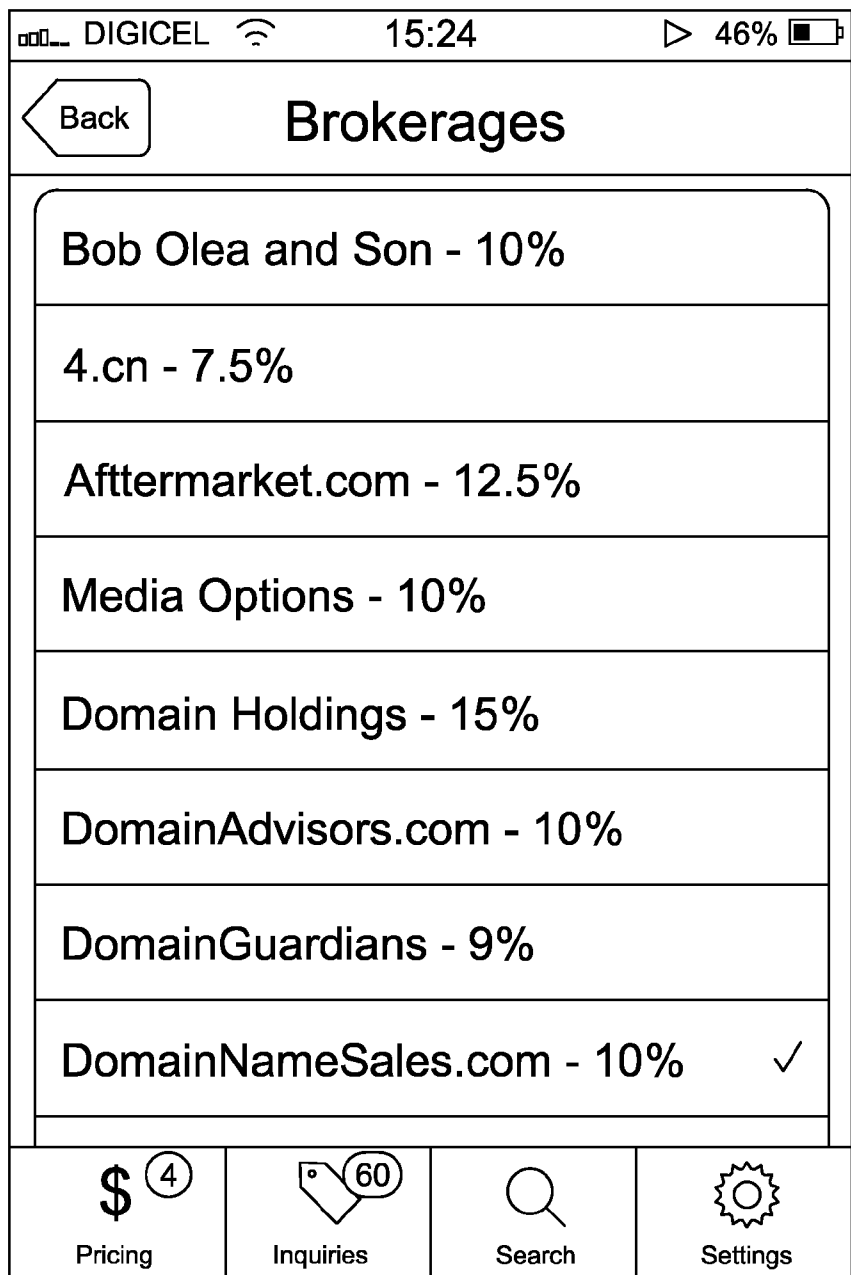 DIGICEL 15:24 46%
Back Brokerages
Bob Olea and Son - 10%
4.cn - 7.5%
Afttermarket.com - 12.5%
Media Options - 10%
Domain Holdings - 15%
DomainAdvisors.com - 10%
DomainGuardians - 9%
DomainNameSales.com - 10% ✓
$ 4 60
Pricing Inquiries Search Settings